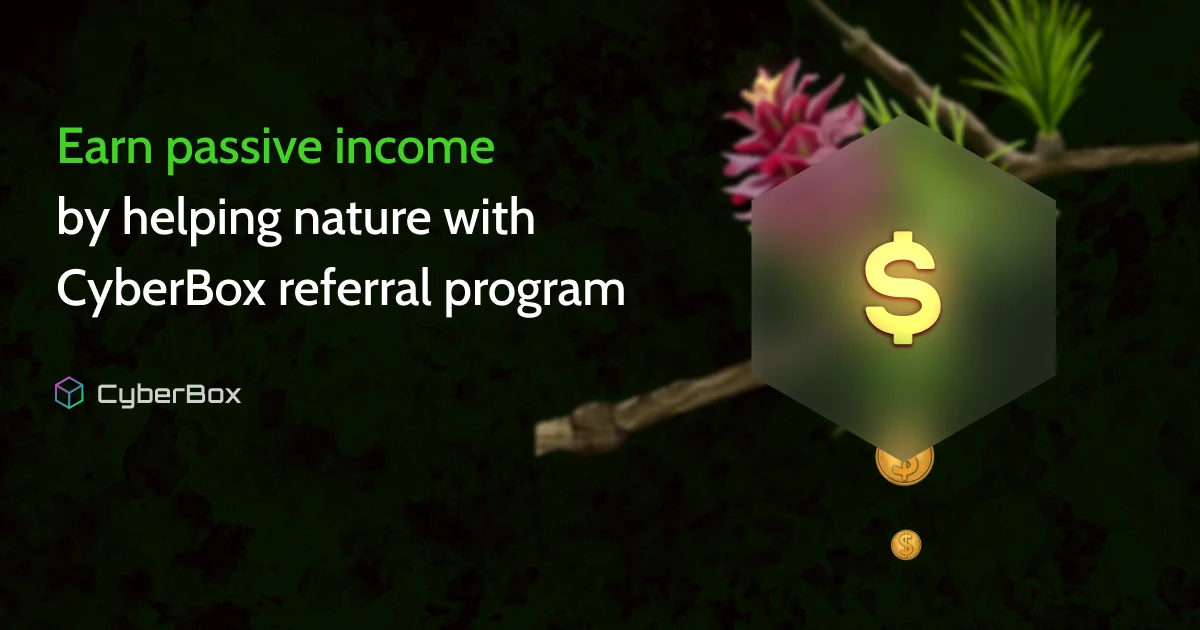 Earn passive income
by helping nature with
CyberBox referral program
CyberBox
$
$
$